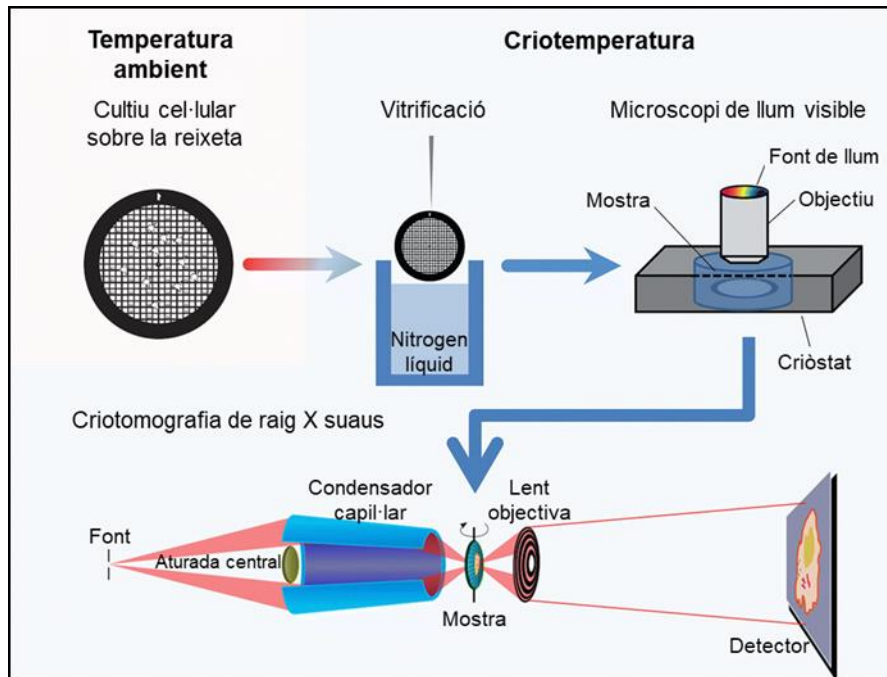 Temperatura
ambient
Criotemperatura
Cultiu cel·lular
sobre la reixeta
Vitrificació
Microscopi de llum visible
Font de llum
Mostra
Objectiu
Nitrogen
líquid
Criòstat
Criotomografia de raig X suaus
Condensador
capil·lar
Lent
objectiva
Font
Aturada central
Mostra
Detector